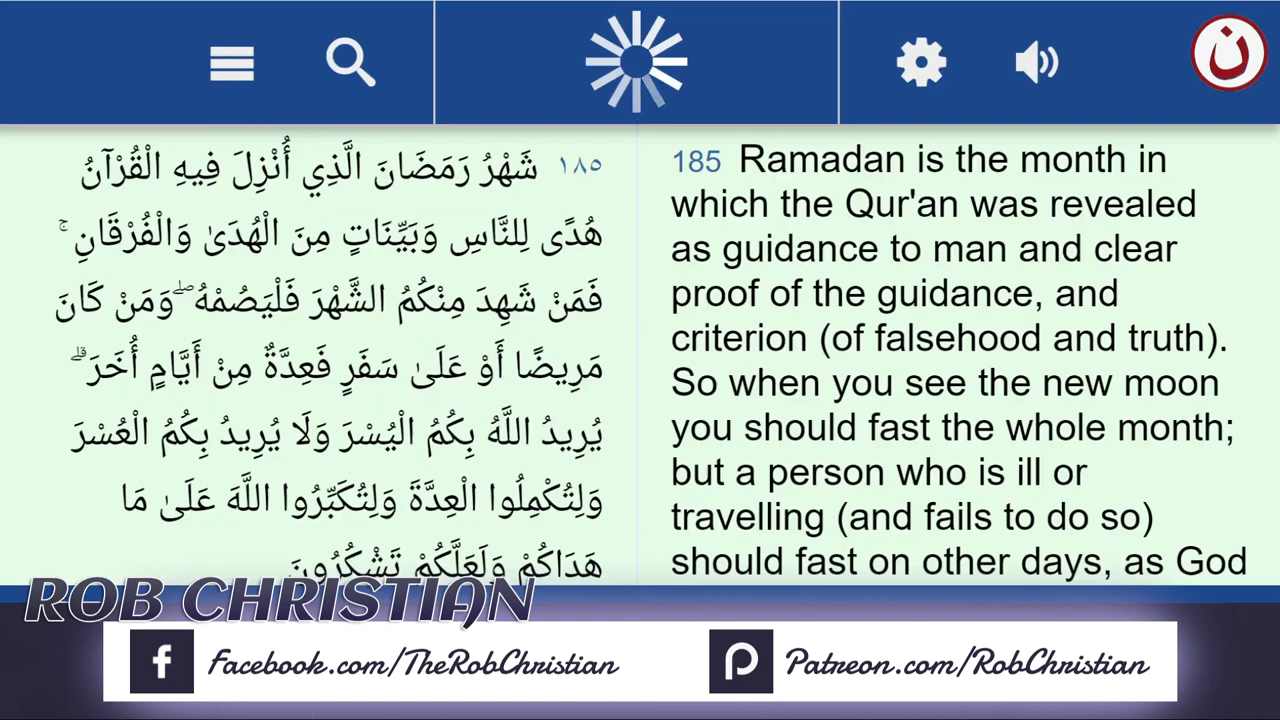 ن
١٨٥ شَهْرُ رَمَضَانَ الَّذِي أُنْزِلَ فِيهِ الْقُرْآنُ
هُدًى لِلنَّاسِ وَبَيِّنَاتٍ مِنَ الْهُدَىٰ وَالْفُرْقَانِ ۚ
فَمَنْ شَهِدَ مِنْكُمُ الشَّهْرَ فَلْيَصُمْهُ ۖ وَمَنْ كَانَ
مَرِيضًا أَوْ عَلَىٰ سَفَرٍ فَعِدَّةٌ مِنْ أَيَّامٍ أُخَرَ ۗ
يُرِيدُ اللَّهُ بِكُمُ الْيُسْرَ وَلَا يُرِيدُ بِكُمُ الْعُسْرَ
وَلِتُكْمِلُوا الْعِدَّةَ وَلِتُكَبِّرُوا اللَّهَ عَلَىٰ مَا
هَدَاكُمْ وَلَعَلَّكُمْ تَشْكُرُونَ
185 Ramadan is the month in
which the Qur'an was revealed
as guidance to man and clear
proof of the guidance, and
criterion (of falsehood and truth).
So when you see the new moon
you should fast the whole month;
but a person who is ill or
travelling (and fails to do so)
should fast on other days, as God
ROB CHRISTIAN
Facebook.com/TheRobChristian
Patreon.com/RobChristian